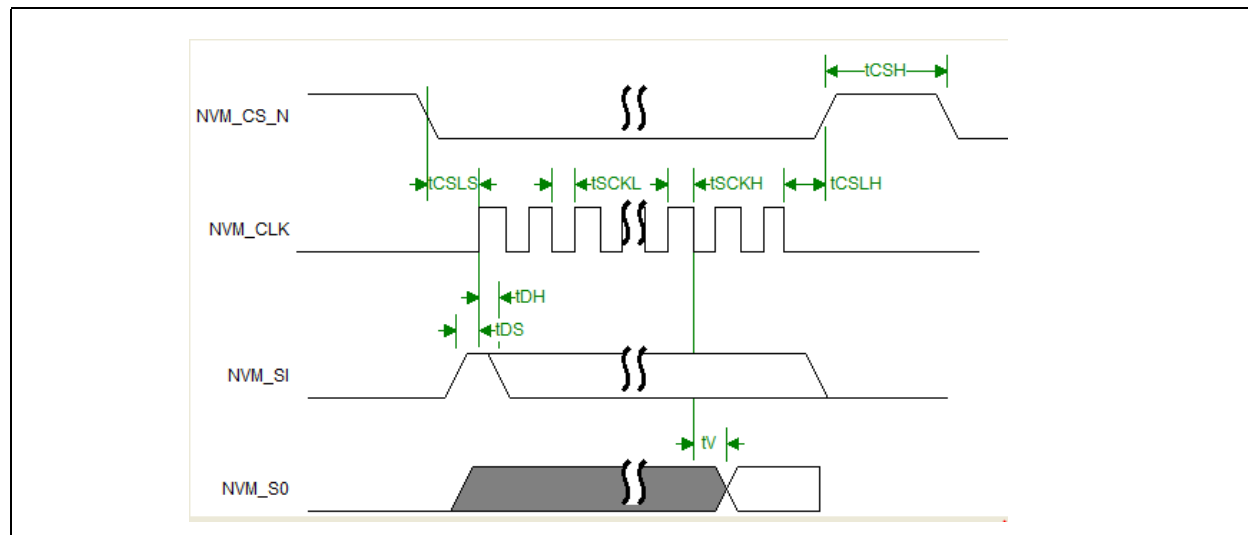 tCSH
NVM_CS_N
tCSLS
tSCKL
tSCKH
tCSLH
NVM_CLK
tDH
tDS
NVM_SI
tV
NVM_S0